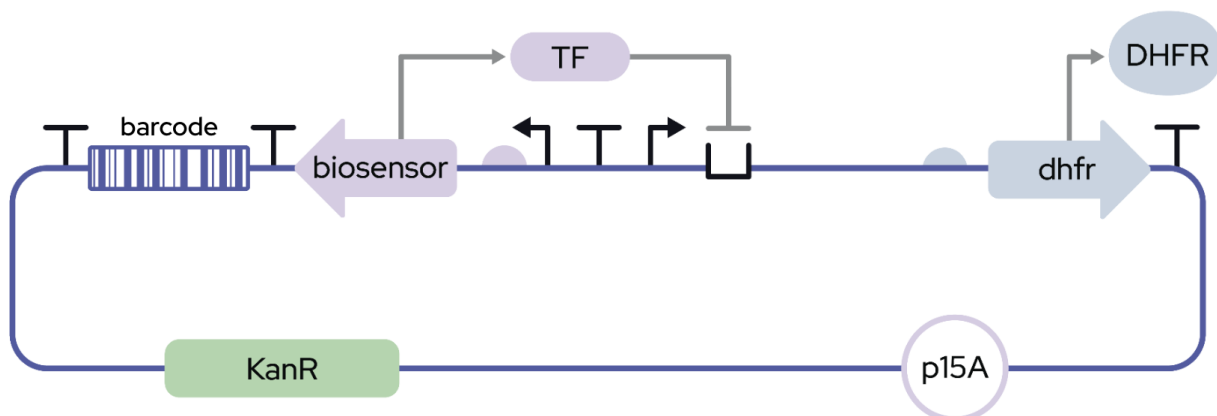 TF
DHFR
barcode
biosensor
dhfr
KanR
p15A